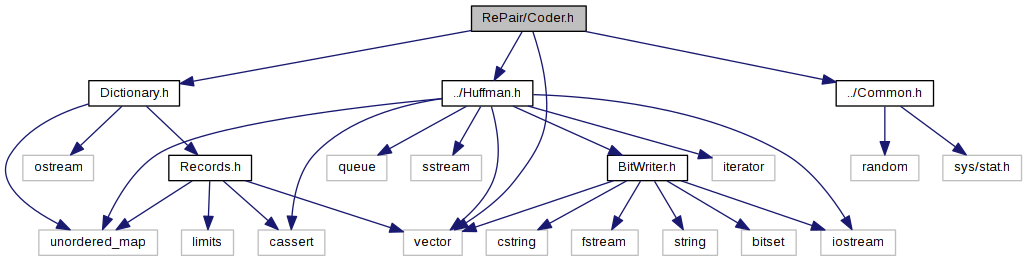 RePair/Coder.h
Dictionary.h
../Huffman.h
../Common.h
ostream
Records.h
queue
sstream
BitWriter.h
iterator
random
sys/stat.h
unordered_map
limits
cassert
vector
cstring
fstream
string
bitset
iostream